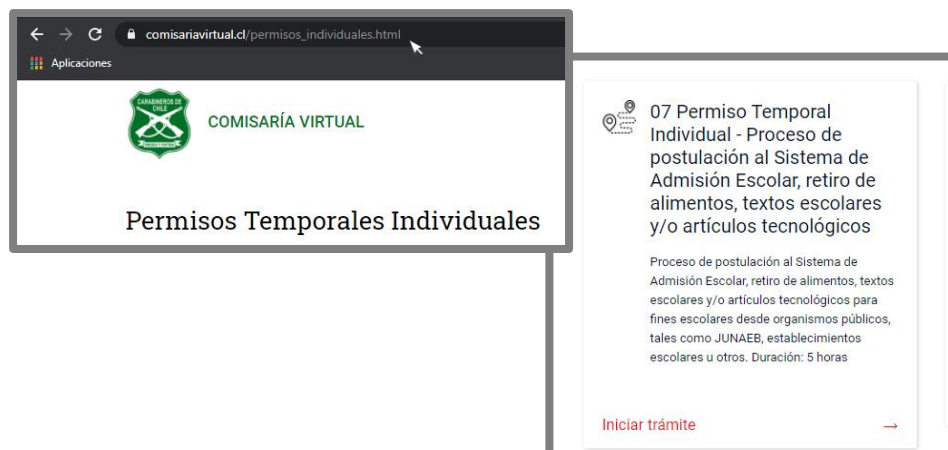 comisariavirtual.cl/permisos_individuales.html
Aplicaciones
CARABINEROS DE
CHILE
COMISARÍA VIRTUAL
Permisos Temporales Individuales
07 Permiso Temporal
Individual - Proceso de
postulación al Sistema de
Admisión Escolar, retiro de
alimentos, textos escolares
y/o artículos tecnológicos
Proceso de postulación al Sistema de
Admisión Escolar, retiro de alimentos, textos
escolares y/o artículos tecnológicos para
fines escolares desde organismos públicos,
tales como JUNAEB, establecimientos
escolares u otros. Duración: 5 horas
Iniciar trámite →